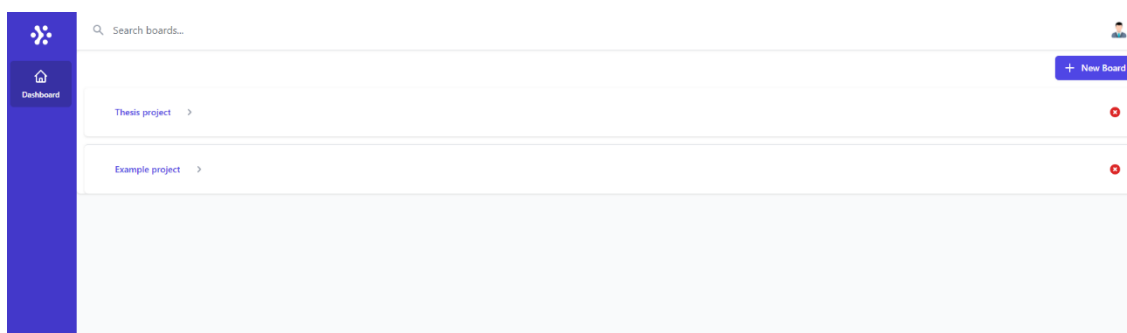 Search boards...
Dashboard
New Board
Thesis project
Example project